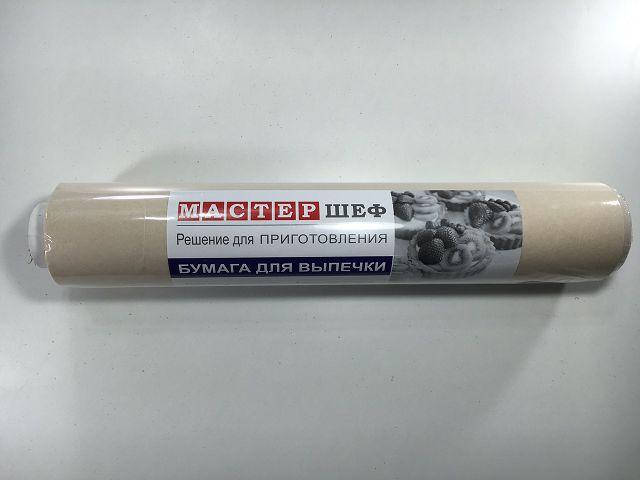 МАСТЕР ШЕФ
Решение для ПРИГОТОВЛЕНИЯ
БУМАГА ДЛЯ ВЫПЕЧКИ